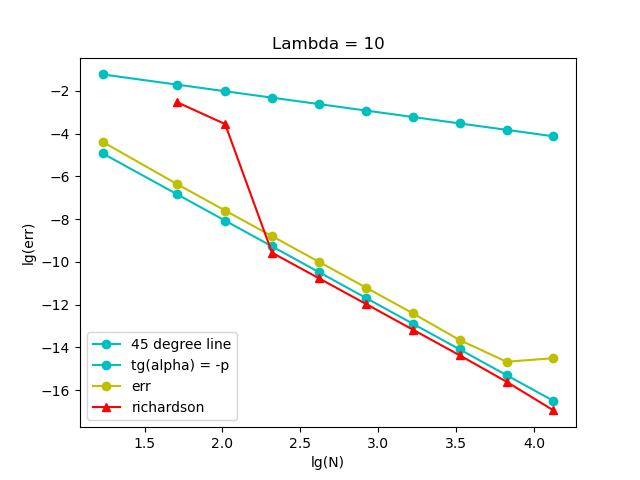 Lambda = 10
lg(err)
−2
−4
−6
−8
−10
−12
−14
−16
45 degree line
tg(alpha) = -p
err
richardson
1.5 2.0 2.5 3.0 3.5 4.0
lg(N)